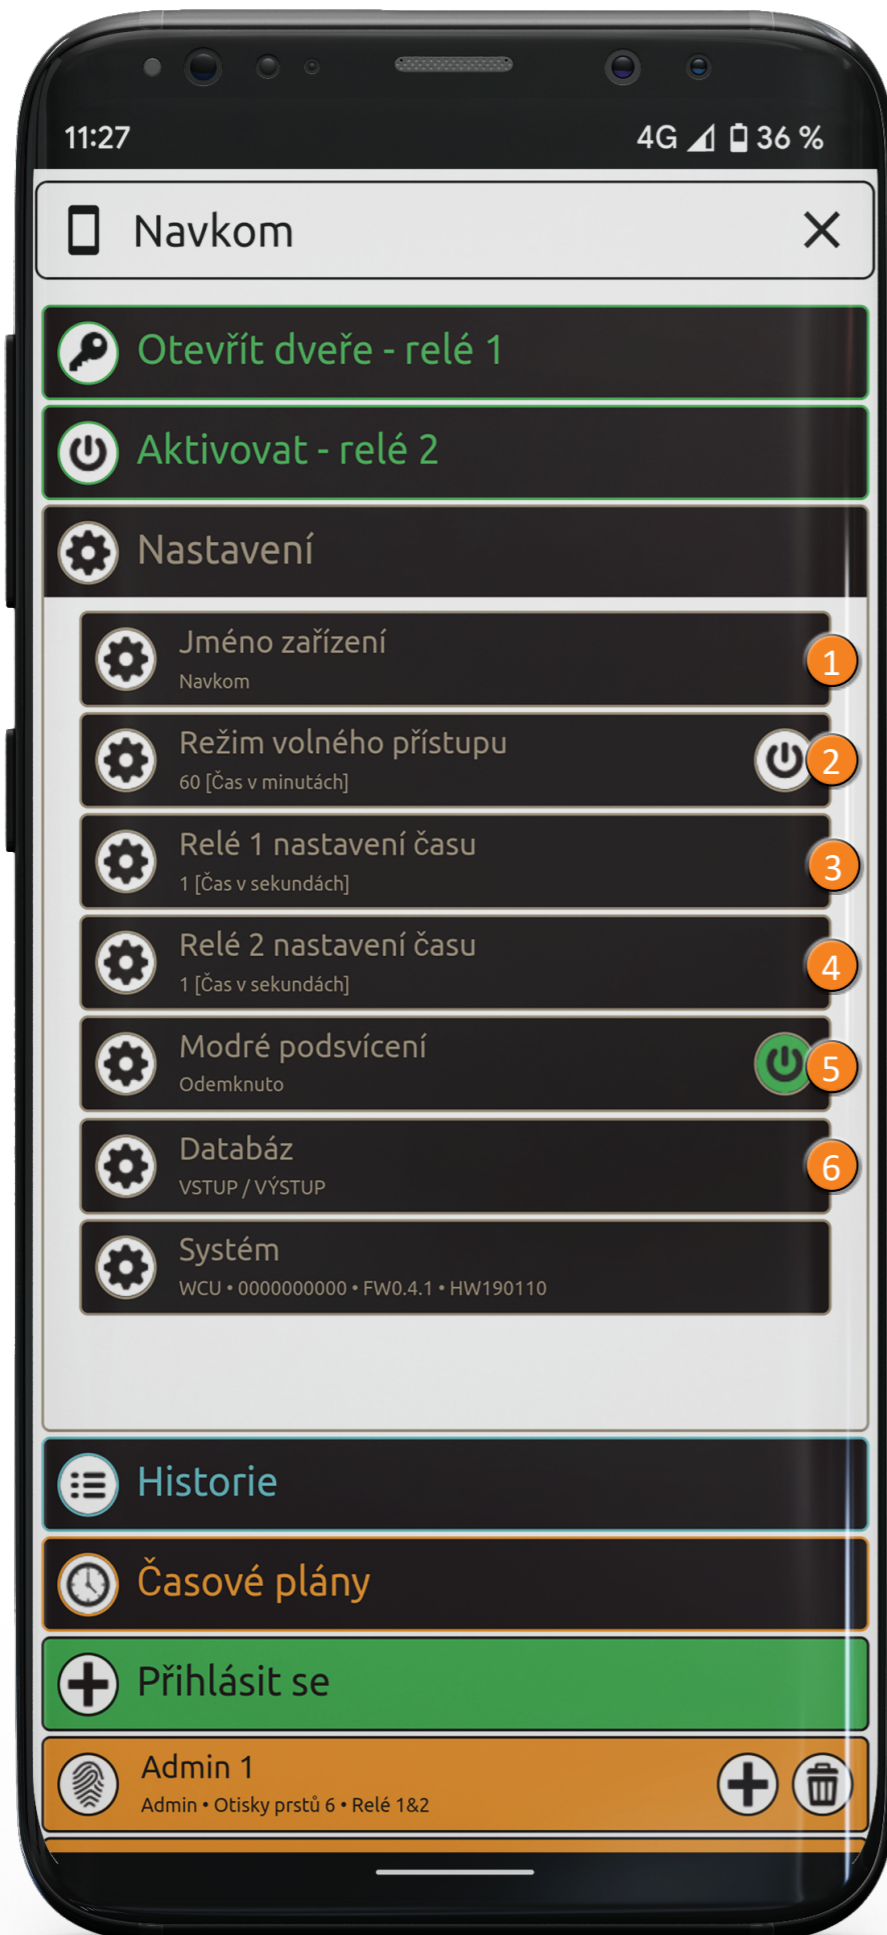 11:27
4G 36 %
Navkom
Otevřít dveře - relé 1
Aktivovat - relé 2
Nastavení
Jméno zařízení
Navkom
1
Režim volného přístupu
60 [Čas v minutách]
2
Relé 1 nastavení času
1 [Čas v sekundách]
3
Relé 2 nastavení času
1 [Čas v sekundách]
4
Modré podsvícení
Odemknuto
5
Databáz
VSTUP / VÝSTUP
6
Systém
WCU • 0000000000 • FW0.4.1 • HW190110
Historie
Časové plány
Přihlásit se
Admin 1
Admin • Otisky prstů 6 • Relé 1&2